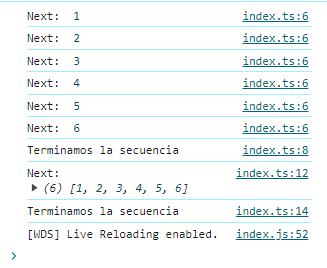 Next: 1 index.ts:6
Next: 2 index.ts:6
Next: 3 index.ts:6
Next: 4 index.ts:6
Next: 5 index.ts:6
Next: 6 index.ts:6
Terminamos la secuencia index.ts:8
Next: index.ts:12
(6) [1, 2, 3, 4, 5, 6]
Terminamos la secuencia index.ts:14
[WDS] Live Reloading enabled. index.js:52